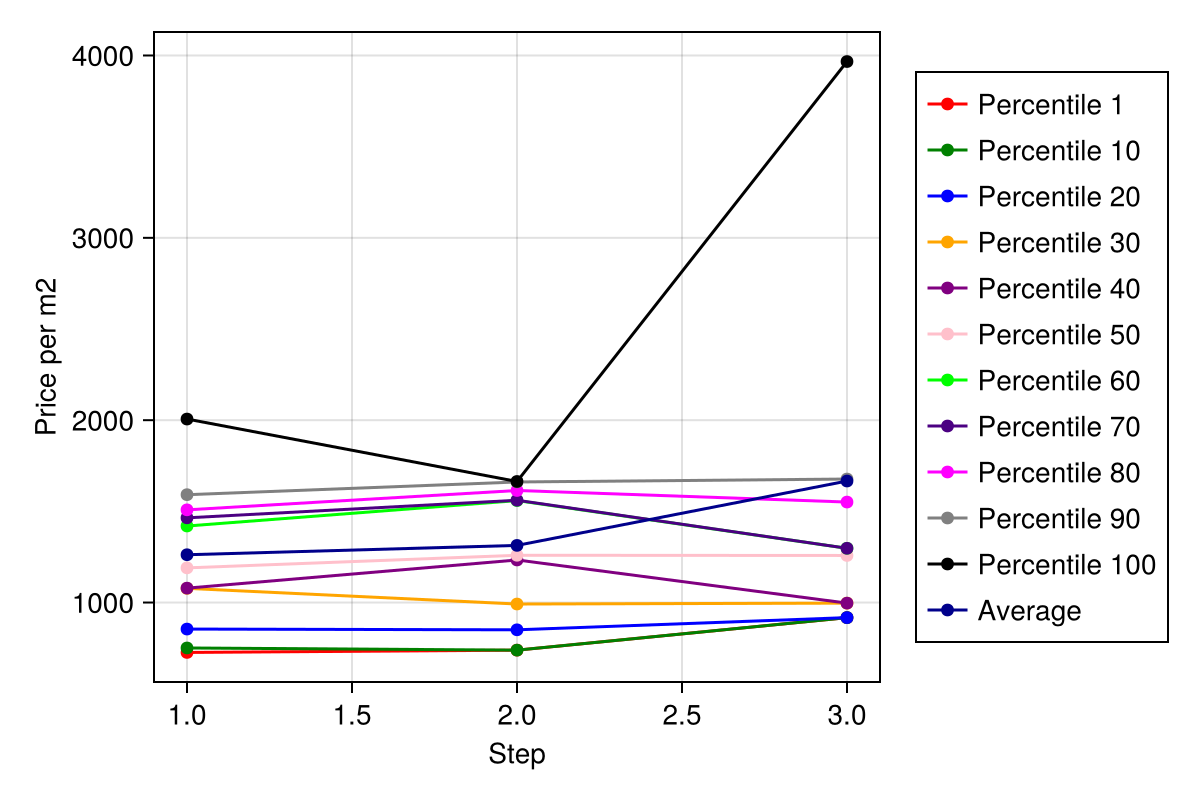 4000
3000
2000
1000
Price per m2
1.0 1.5 2.0 2.5 3.0
Step
Percentile 1
Percentile 10
Percentile 20
Percentile 30
Percentile 40
Percentile 50
Percentile 60
Percentile 70
Percentile 80
Percentile 90
Percentile 100
Average